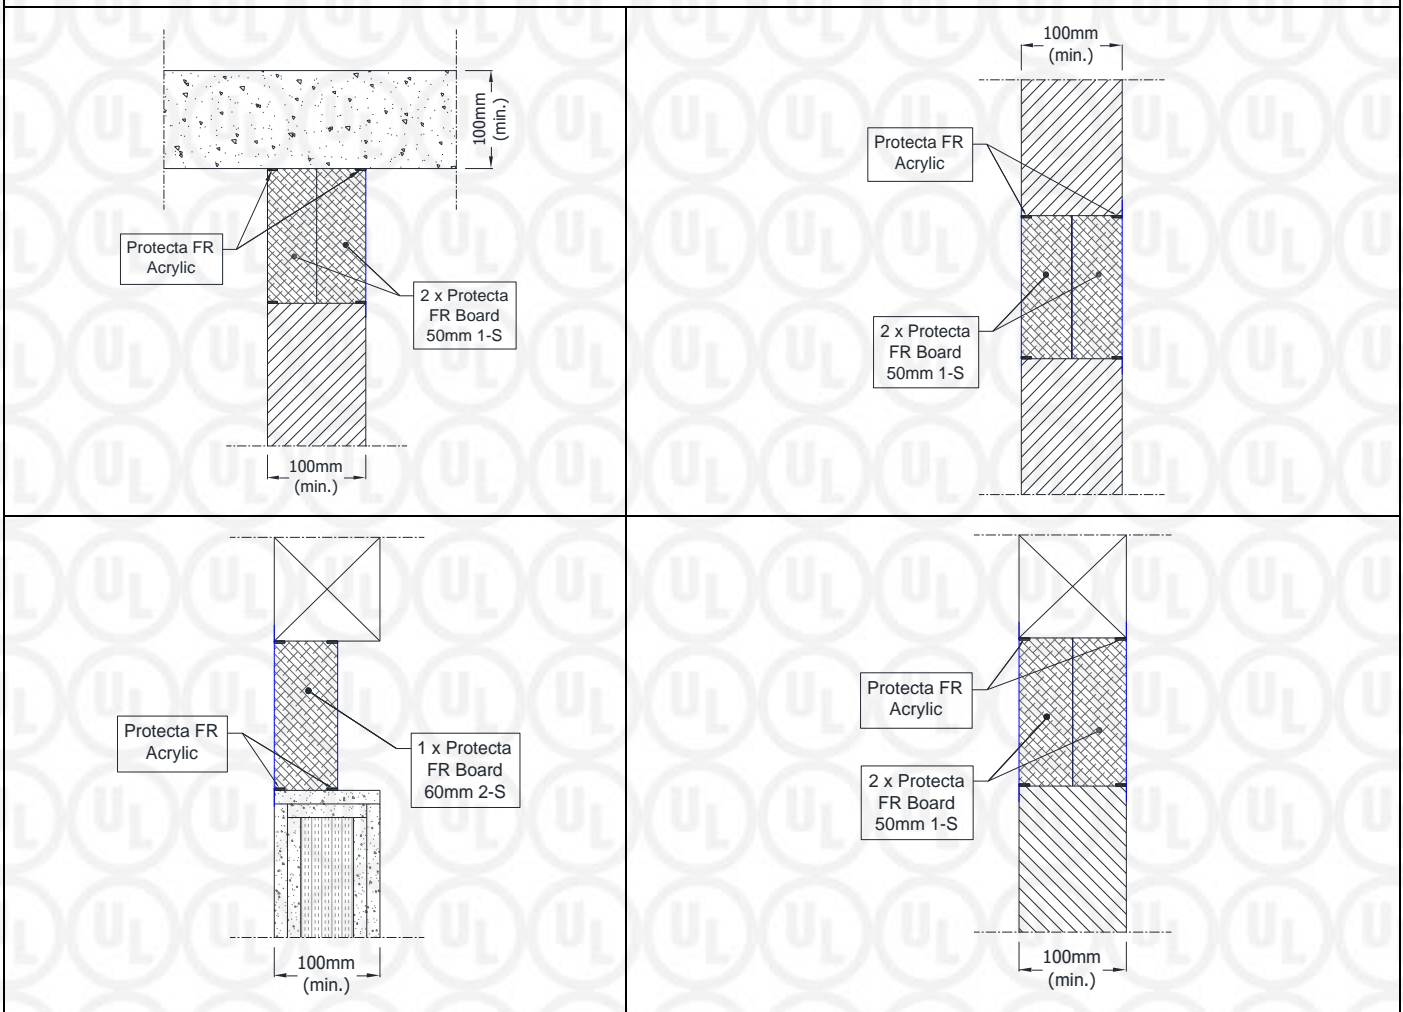 100mm
(min.)
Protecta FR
Acrylic
2 x Protecta
FR Board
50mm 1-S
100mm
(min.)
100mm
(min.)
Protecta FR
Acrylic
2 x Protecta
FR Board
50mm 1-S
Protecta FR
Acrylic
1 x Protecta
FR Board
60mm 2-S
100mm
(min.)
Protecta FR
Acrylic
2 x Protecta
FR Board
50mm 1-S
100mm
(min.)
UL